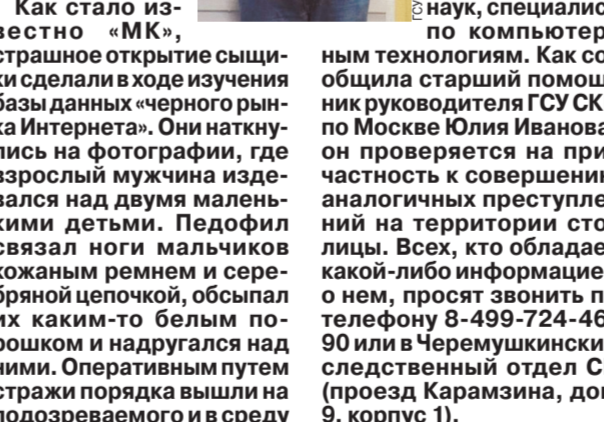 Как стало из-
вестно «МК»,
страшное открытие сыщи-
ки сделали в ходе изучения
базы данных «черного рын-
ка Интернета». Они наткну-
лись на фотографии, где
взрослый мужчина изде-
вался над двумя малень-
кими детьми. Педофил
связал ноги мальчиков
кожаным ремнем и сере-
бряной цепочкой, обсыпал
их каким-то белым по-
рошком и надругался над
ними. Оперативным путем
стражи порядка вышли на
подозреваемого и в среду
ГСУ
наук, специалис
по компьютер
ным технологиям. Как со
общила старший помощ
ник руководителя ГСУ СК
по Москве Юлия Иванова
он проверяется на при
частность к совершени
аналогичных преступле
ний на территории сто
лицы. Всех, кто обладае
какой-либо информацие
о нем, просят звонить п
телефону 8-499-724-46
90 или в Черемушкински
следственный отдел С
(проезд Карамзина, до
9, корпус 1).